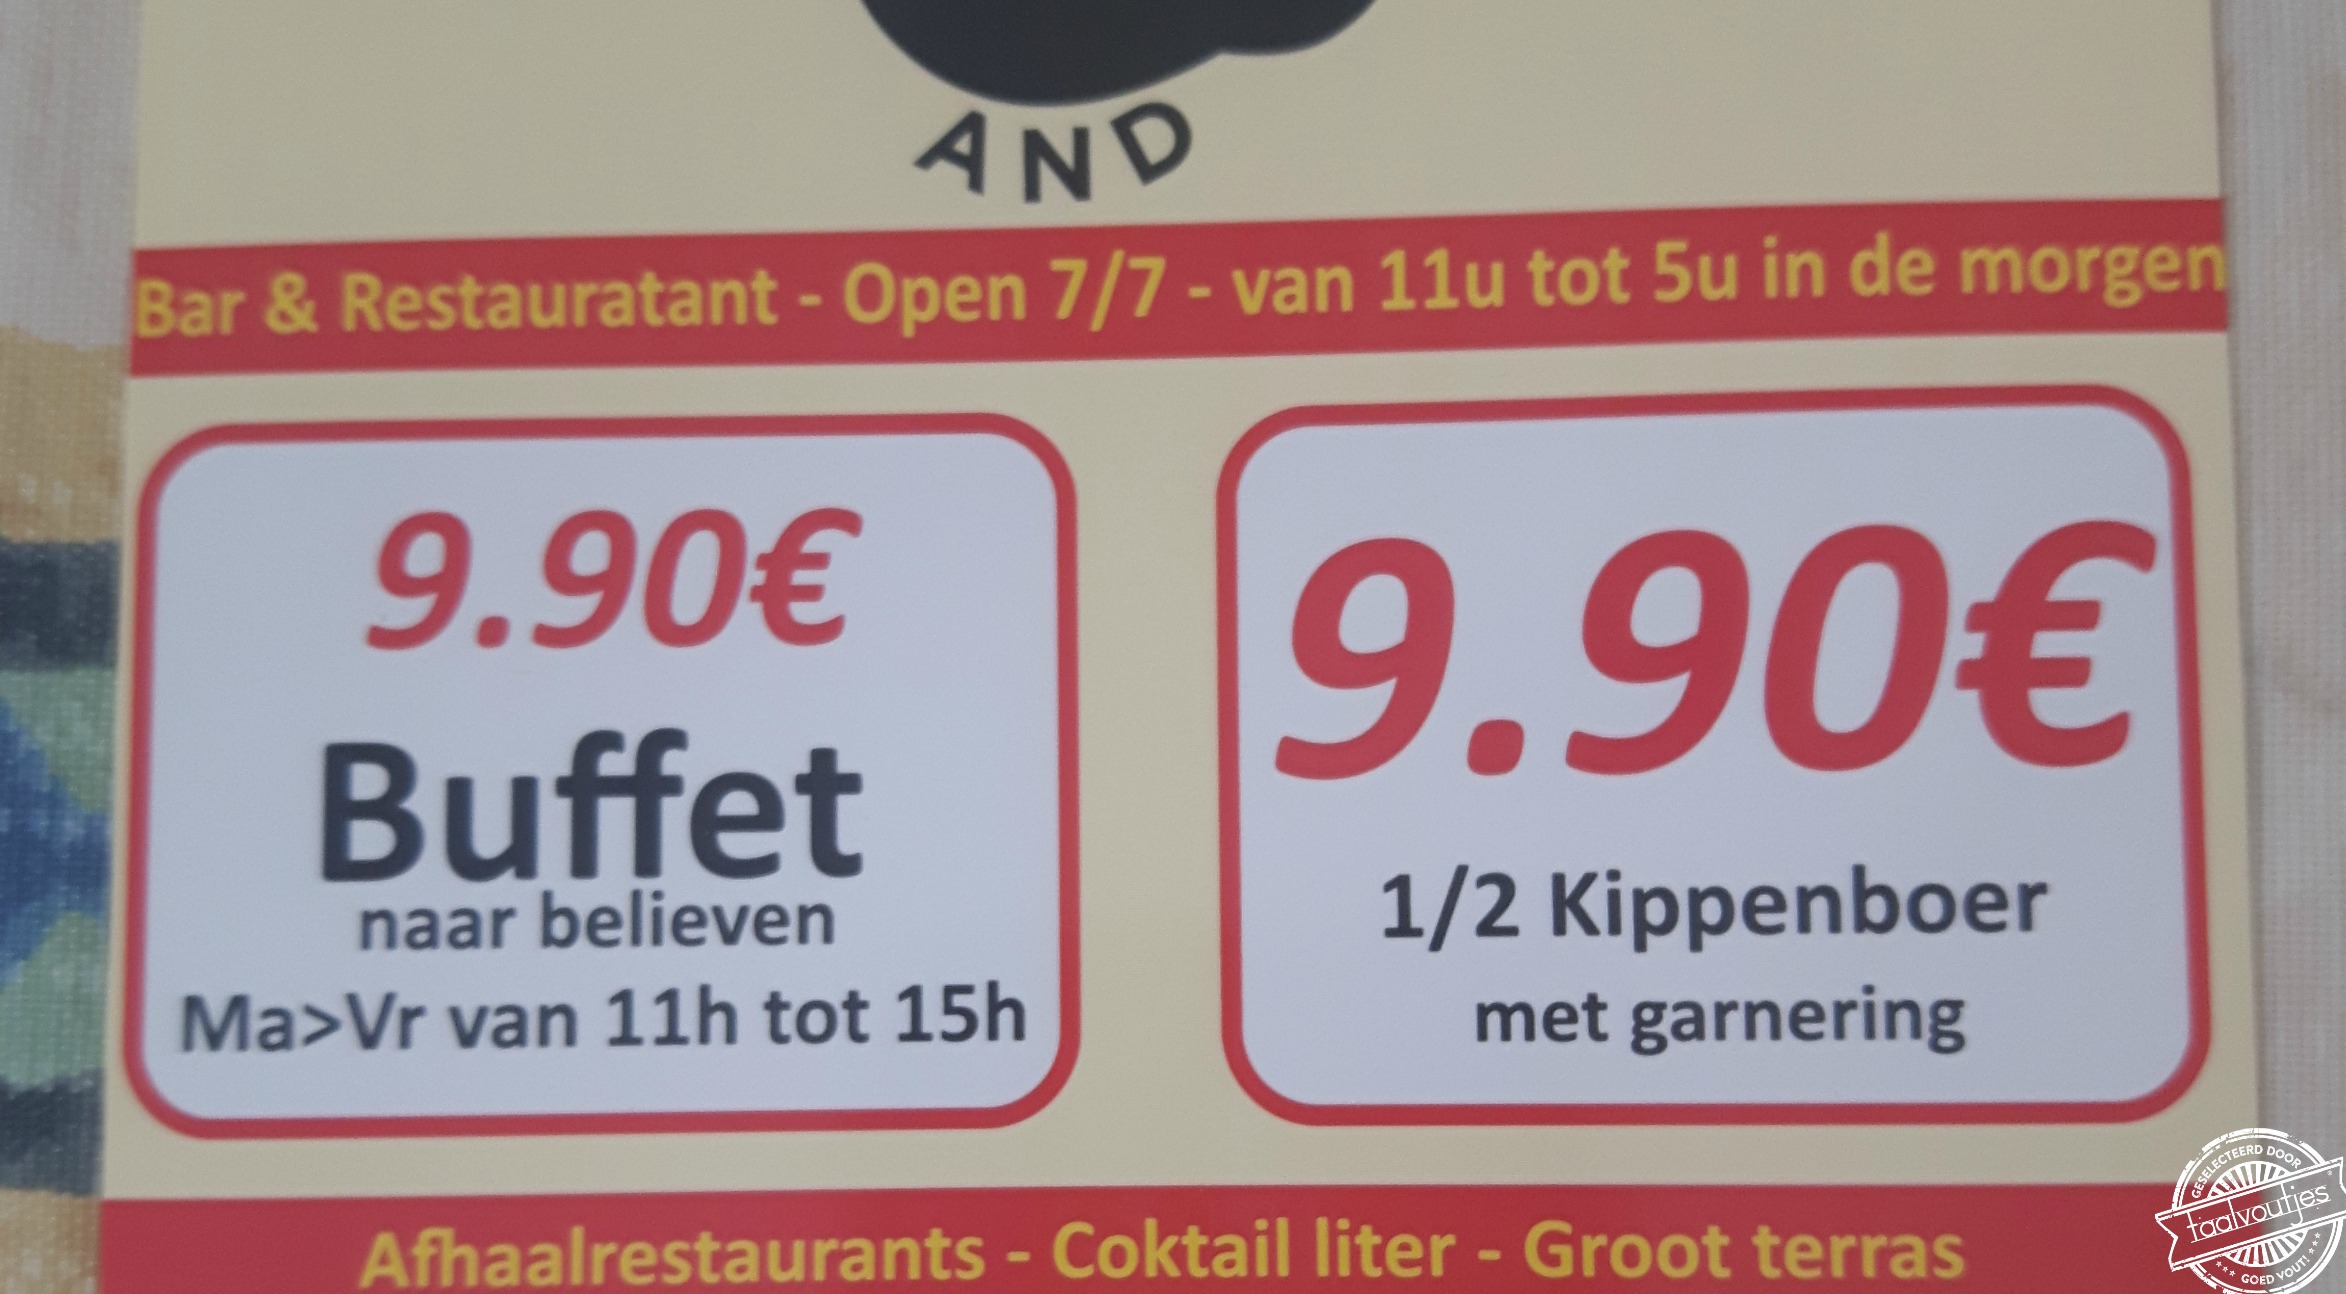 AND
Bar & Restauratant - Open 7/7 - van 11u tot 5u in de morgen
9.90€
Buffet
naar believen
Ma>Vr van 11h tot 15h
9.90€
1/2 Kippenboer
met garnering
Afhaalrestaurants - Coktail liter - Groot terras
GESELECTEERD DOOR
taalvoutjes
GOED VOUT!